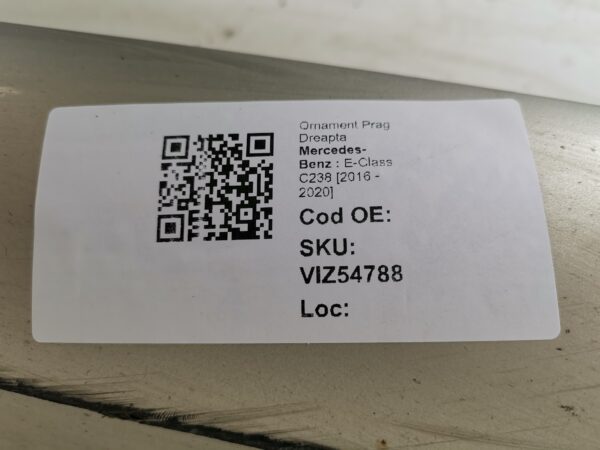 Ornament Prag
Dreapta
Mercedes-
Benz : E-Class
C238 [2016 -
2020]
Cod OE:
SKU:
VIZ54788
Loc: